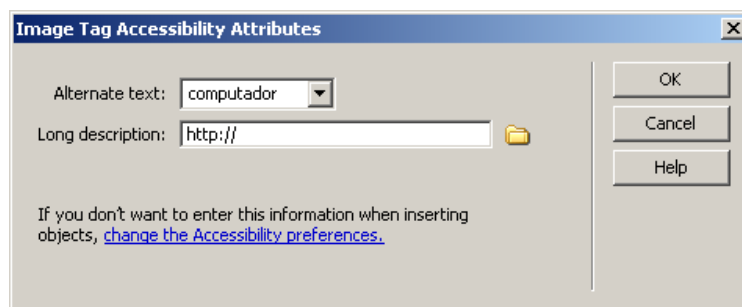 Image Tag Accessibility Attributes
Alternate text: computador
Long description: http://
OK
Cancel
Help
If you don't want to enter this information when inserting
objects, change the Accessibility preferences.